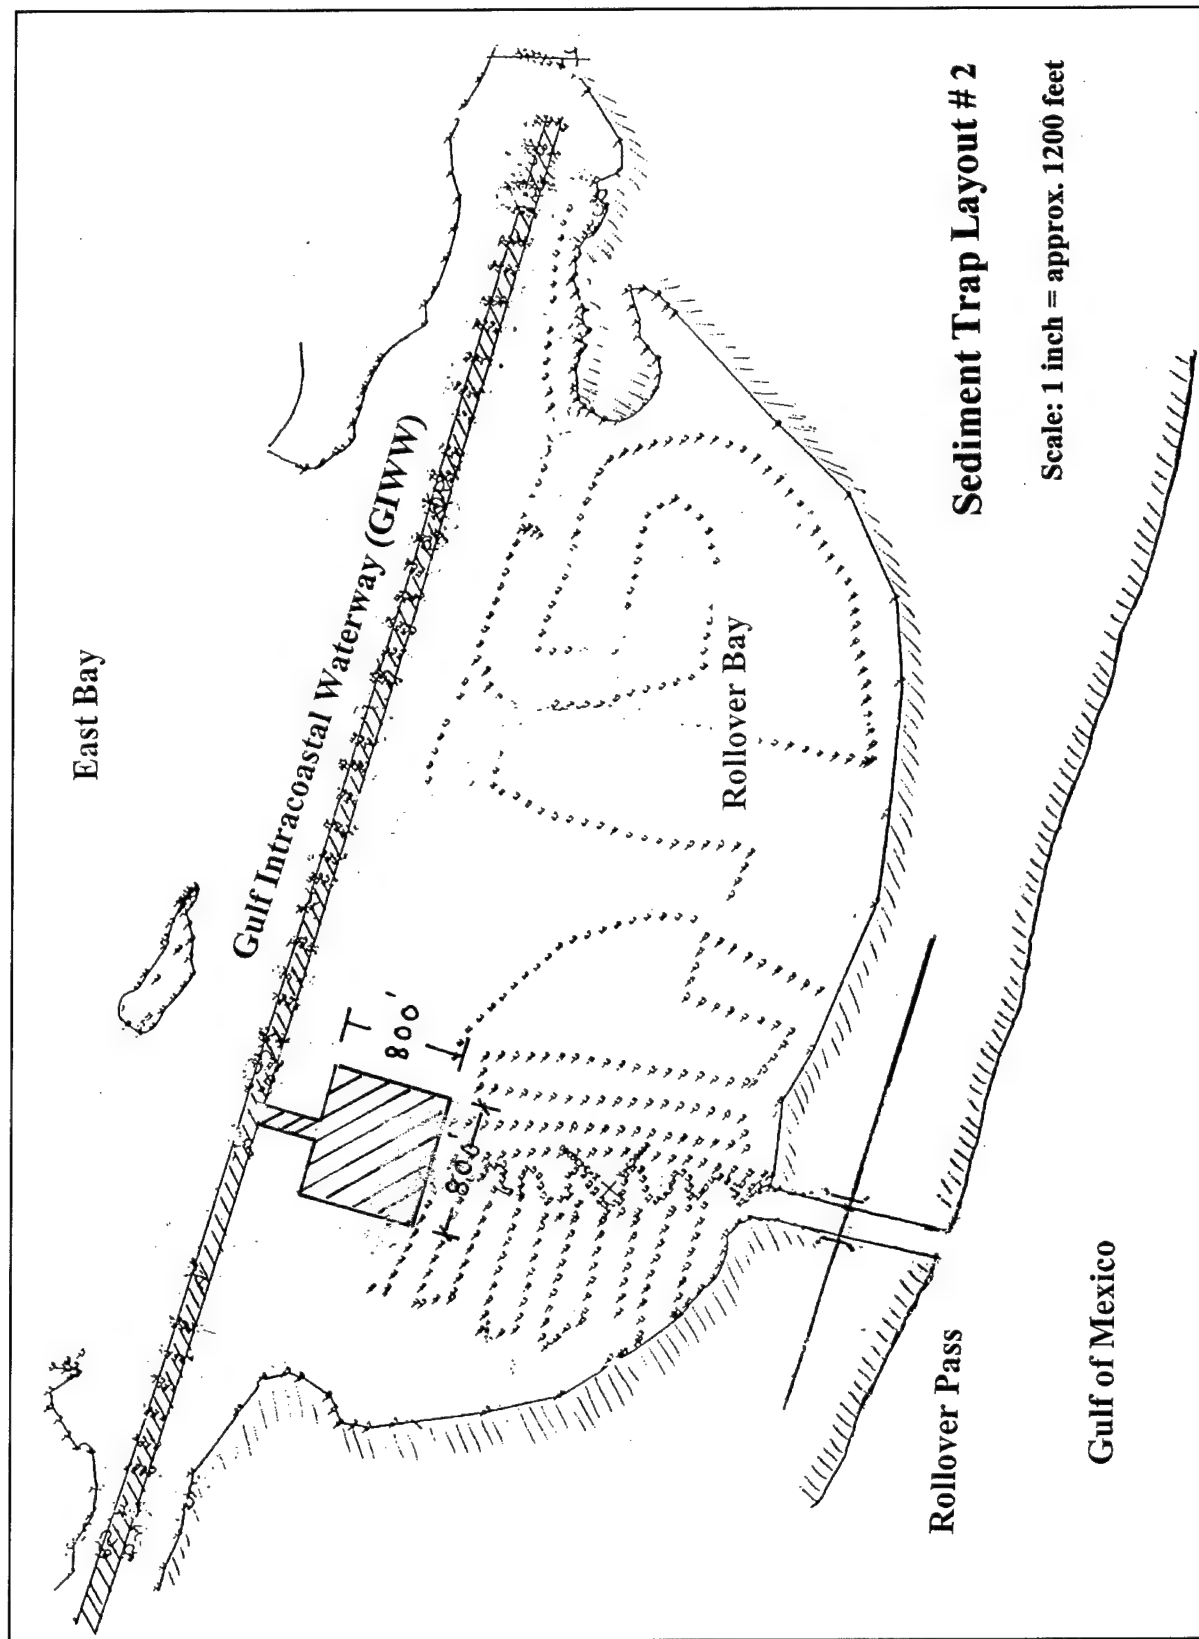 East Bay
Gulf Intracoastal Waterway (GIWW)
800'
800'
Rollover Bay
Sediment Trap Layout # 2
Scale: 1 inch = approx. 1200 feet
Rollover Pass
Gulf of Mexico